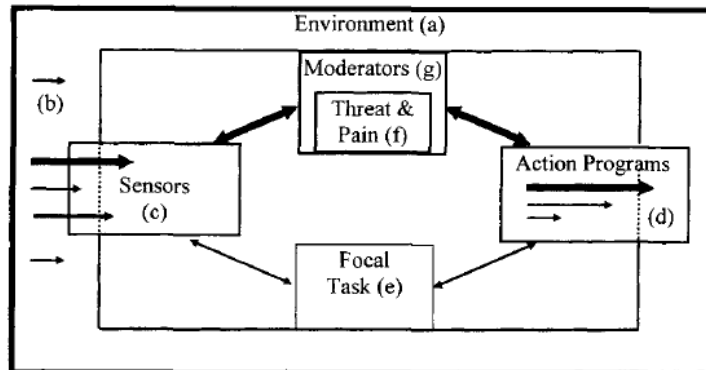 Environment (a)
Moderators (g)
(b)
Threat &
Pain (f)
Action Programs
Sensors
(c)
(d)
Focal
Task (e)